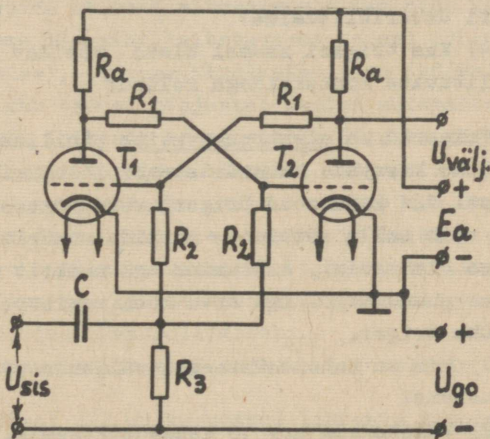 Ra
Ra
R1
R1
T1
T2
Uvälj.
+
Ea
-
R2
R2
C
+
Usis
R3
Ugo
-